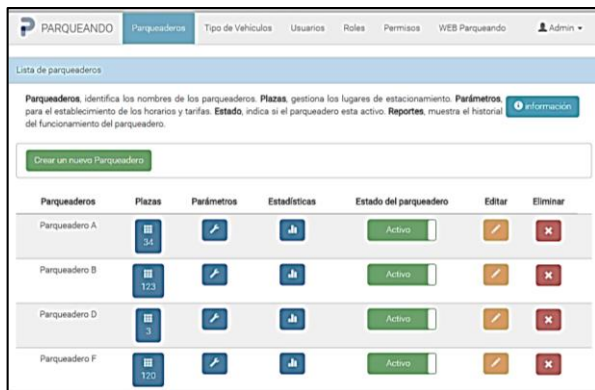 PARQUEANDO Parqueaderos Tipo de Vehículos Usuarios Roles Permisos WEB Parqueando Admin
Lista de parqueaderos
Parqueaderos, identifica los nombres de los parqueaderos. Plazas, gestiona los lugares de estacionamiento. Parámetros,
para el establecimiento de los horarios y tarifas. Estado, indica si el parqueadero esta activo. Reportes, muestra el historial
del funcionamiento del parqueadero.
información
Crear un nuevo Parqueadero
Parqueaderos Plazas Parámetros Estadísticas Estado del parqueadero Editar Eliminar
Parqueadero A 34 Activo
Parqueadero B 123 Activo
Parqueadero D 3 Activo
Parqueadero F 120 Activo